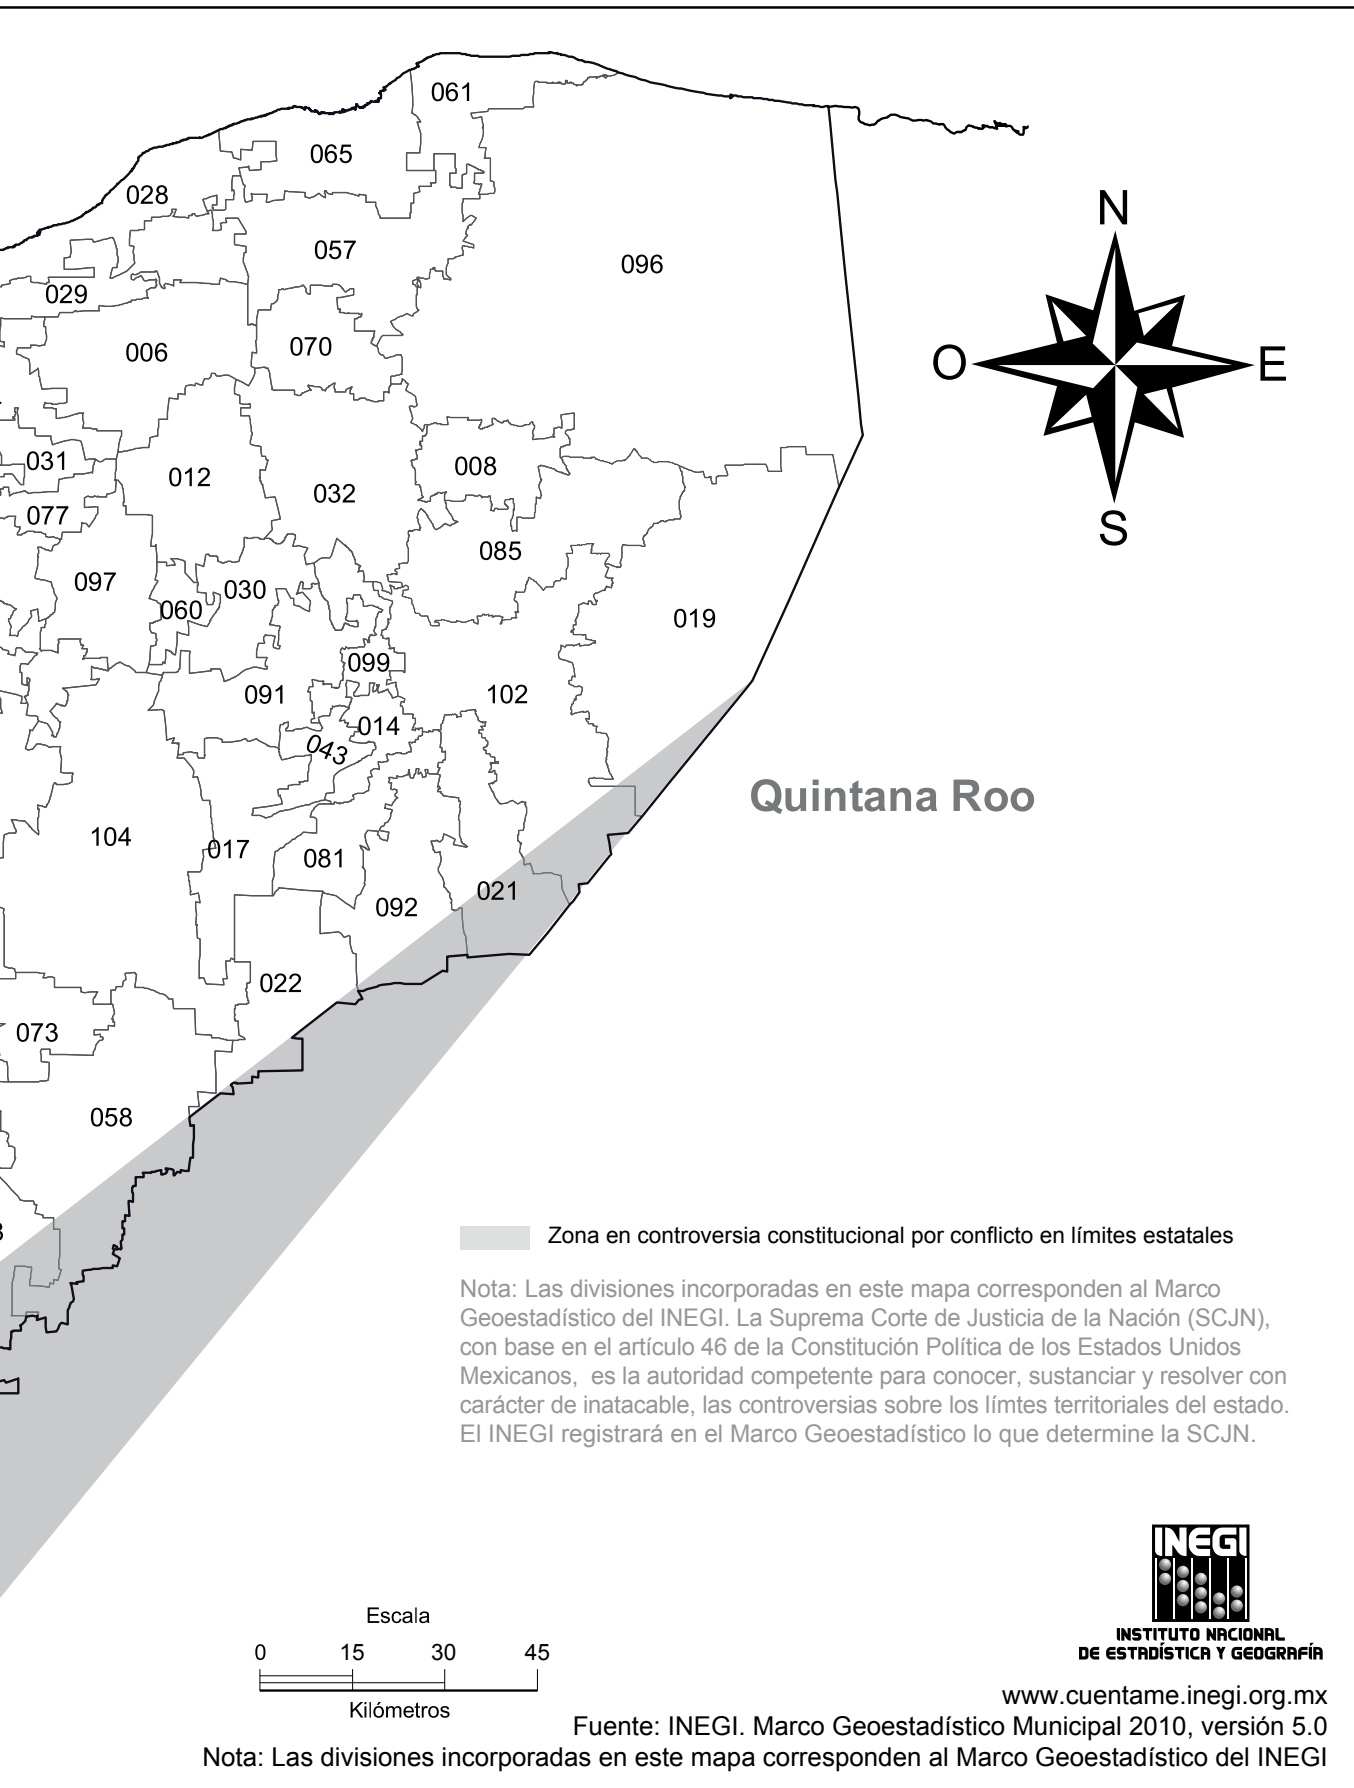 061
065
028
057
096
029
006
070
031
012
008
032
077
085
097
030
060
019
099
091
102
014
043
104
017
081
021
092
022
073
058
N
O
E
S
Quintana Roo
Zona en controversia constitucional por conflicto en límites estatales
Nota: Las divisiones incorporadas en este mapa corresponden al Marco
Geoestadístico del INEGI. La Suprema Corte de Justicia de la Nación (SCJN),
con base en el artículo 46 de la Constitución Política de los Estados Unidos
Mexicanos, es la autoridad competente para conocer, sustanciar y resolver con
carácter de inatacable, las controversias sobre los límtes territoriales del estado.
El INEGI registrará en el Marco Geoestadístico lo que determine la SCJN.
INEGI
INSTITUTO NACIONAL
DE ESTADÍSTICA Y GEOGRAFÍA
Escala
0 15 30 45
Kilómetros
www.cuentame.inegi.org.mx
Fuente: INEGI. Marco Geoestadístico Municipal 2010, versión 5.0
Nota: Las divisiones incorporadas en este mapa corresponden al Marco Geoestadístico del INEGI